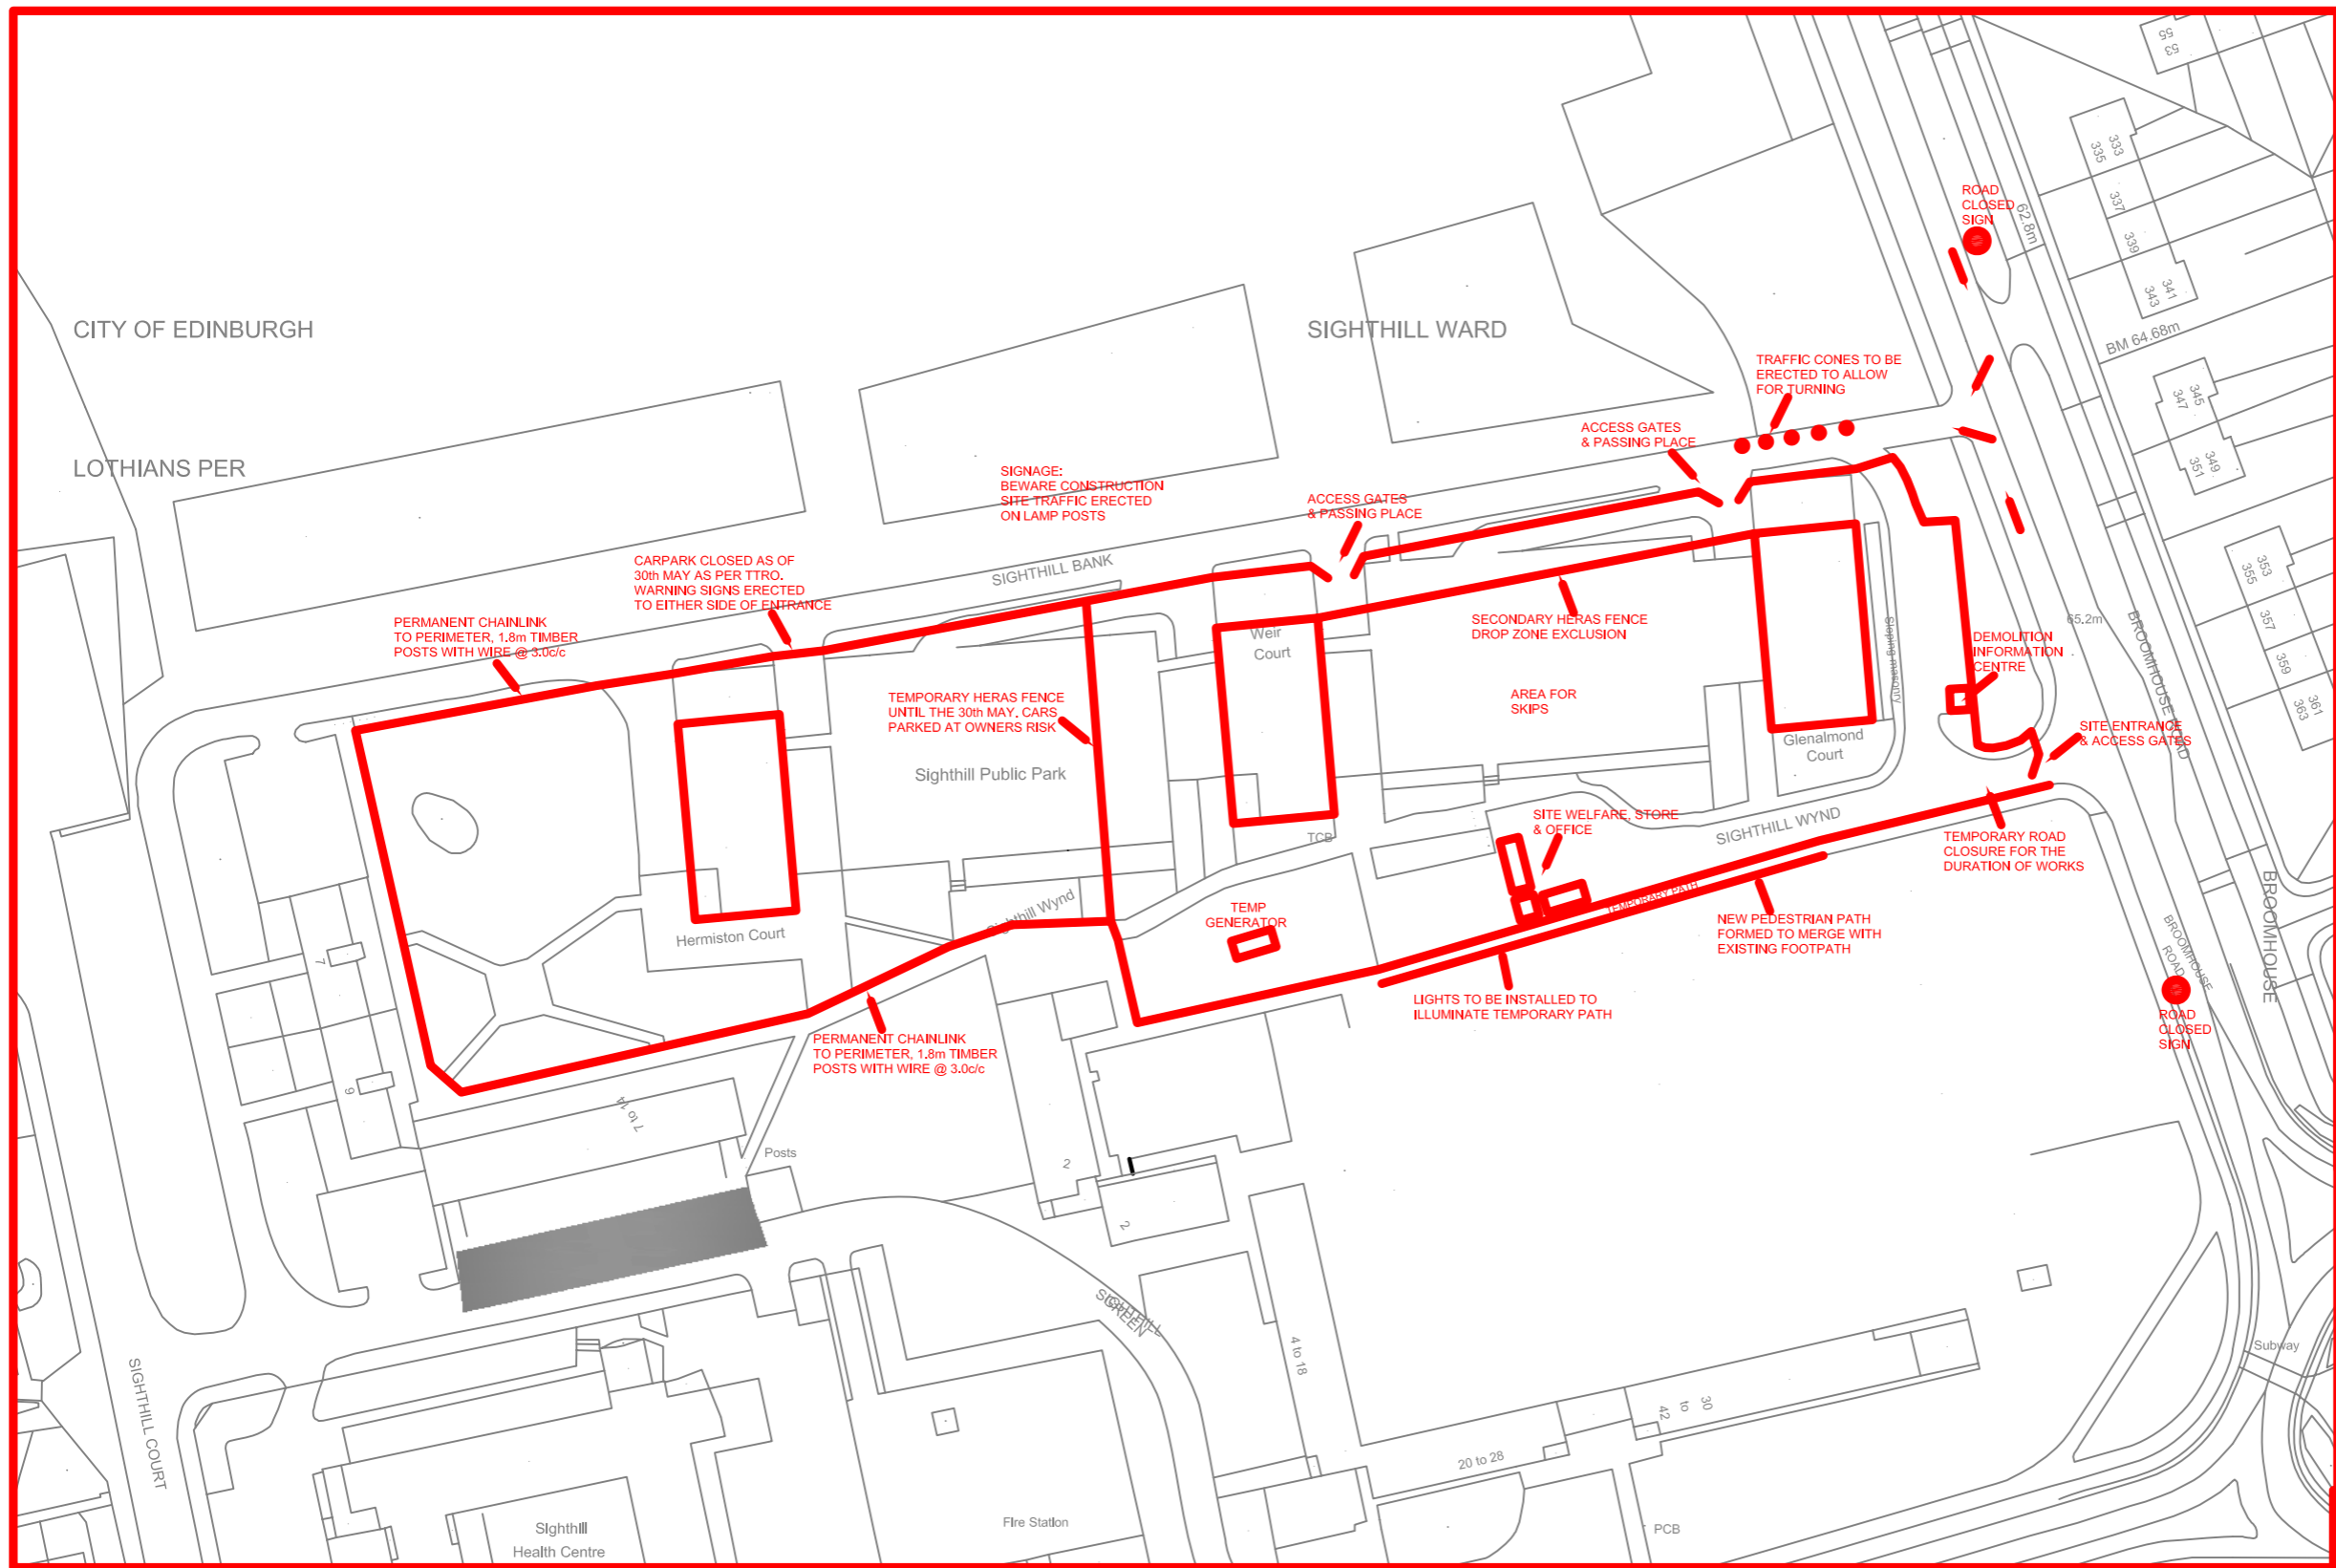 55
53
333
335
337
339
341
343
ROAD
CLOSED
SIGN
62.8m
BM 64.68m
CITY OF EDINBURGH
SIGHTHILL WARD
LOTHIANS PER
TRAFFIC CONES TO BE
ERECTED TO ALLOW
FOR TURNING
345
347
349
351
ACCESS GATES
& PASSING PLACE
SIGNAGE:
BEWARE CONSTRUCTION
SITE TRAFFIC ERECTED
ON LAMP POSTS
ACCESS GATES
& PASSING PLACE
CARPARK CLOSED AS OF
30th MAY AS PER TTRO.
WARNING SIGNS ERECTED
TO EITHER SIDE OF ENTRANCE
SIGHTHILL BANK
353
355
357
359
361
363
PERMANENT CHAINLINK
TO PERIMETER, 1.8m TIMBER
POSTS WITH WIRE @ 3.0c/c
SECONDARY HERAS FENCE
DROP ZONE EXCLUSION
Weir
Court
Sloping masonry
65.2m
BROOMHOUSE ROAD
DEMOLITION
INFORMATION
CENTRE
TEMPORARY HERAS FENCE
UNTIL THE 30th MAY, CARS
PARKED AT OWNERS RISK
AREA FOR
SKIPS
SITE ENTRANCE
& ACCESS GATES
Glenalmond
Court
Sighthill Public Park
SITE WELFARE, STORE
& OFFICE
SIGHTHILL WYND
TCB
TEMPORARY ROAD
CLOSURE FOR THE
DURATION OF WORKS
TEMPORARY PATH
BROOMHOUSE
TEMP
GENERATOR
Sighthill Wynd
NEW PEDESTRIAN PATH
FORMED TO MERGE WITH
EXISTING FOOTPATH
Hermiston Court
BROOMHOUSE
ROAD
7
9
LIGHTS TO BE INSTALLED TO
ILLUMINATE TEMPORARY PATH
ROAD
CLOSED
SIGN
PERMANENT CHAINLINK
TO PERIMETER, 1.8m TIMBER
POSTS WITH WIRE @ 3.0c/c
7 to 14
Posts
2
2
SIGHTHILL
GREEN
4 to 18
Subway
SIGHTHILL COURT
30
to
42
20 to 28
Sighthill
Health Centre
Fire Station
PCB